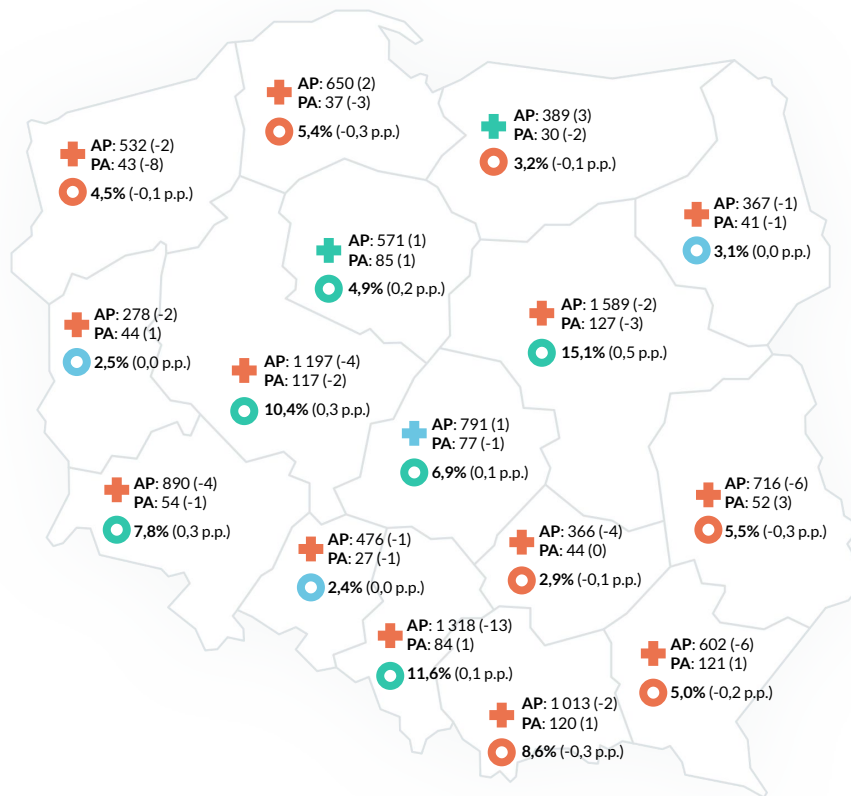 AP: 650 (2)
PA: 37 (-3)
5,4% (-0,3 p.p.)
AP: 389 (3)
PA: 30 (-2)
3,2% (-0,1 p.p.)
AP: 532 (-2)
PA: 43 (-8)
4,5% (-0,1 p.p.)
AP: 367 (-1)
PA: 41 (-1)
3,1% (0,0 p.p.)
AP: 571 (1)
PA: 85 (1)
4,9% (0,2 p.p.)
AP: 278 (-2)
PA: 44 (1)
2,5% (0,0 p.p.)
AP: 1 589 (-2)
PA: 127 (-3)
15,1% (0,5 p.p.)
AP: 1 197 (-4)
PA: 117 (-2)
10,4% (0,3 p.p.)
AP: 791 (1)
PA: 77 (-1)
6,9% (0,1 p.p.)
AP: 890 (-4)
PA: 54 (-1)
7,8% (0,3 p.p.)
AP: 716 (-6)
PA: 52 (3)
5,5% (-0,3 p.p.)
AP: 476 (-1)
PA: 27 (-1)
2,4% (0,0 p.p.)
AP: 366 (-4)
PA: 44 (0)
2,9% (-0,1 p.p.)
AP: 1 318 (-13)
PA: 84 (1)
11,6% (0,1 p.p.)
AP: 602 (-6)
PA: 121 (1)
5,0% (-0,2 p.p.)
AP: 1 013 (-2)
PA: 120 (1)
8,6% (-0,3 p.p.)